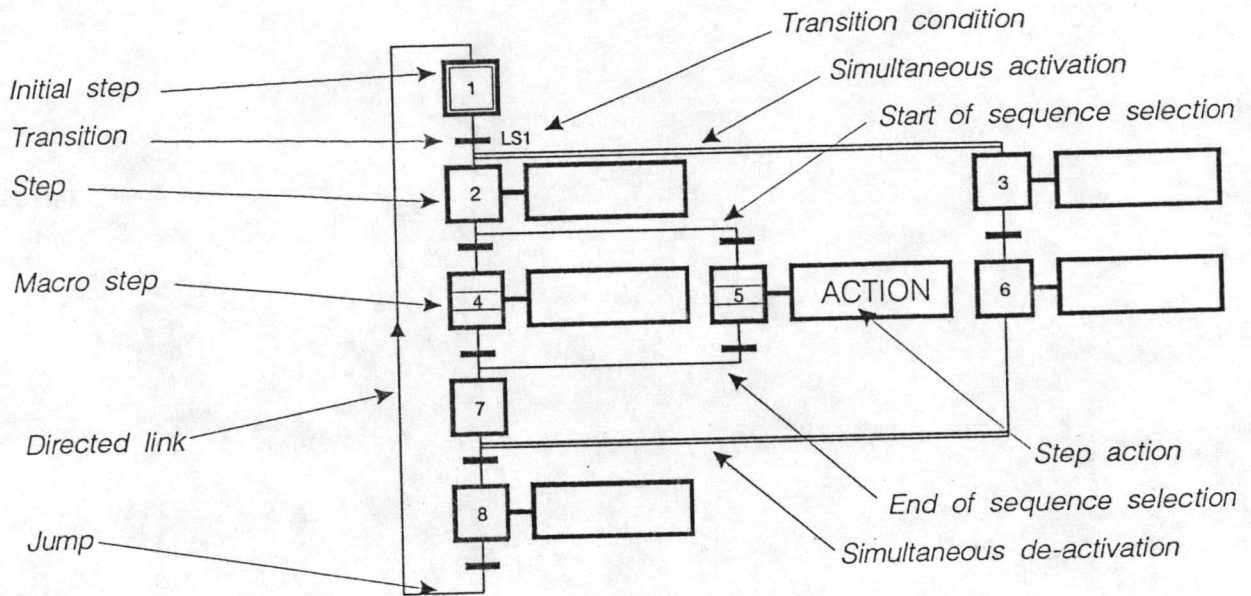 Transition condition
Initial step
1
Simultaneous activation
Transition
LS1
Start of sequence selection
Step
2
3
Macro step
4
5
ACTION
6
7
Directed link
Step action
8
End of sequence selection
Jump
Simultaneous de-activation